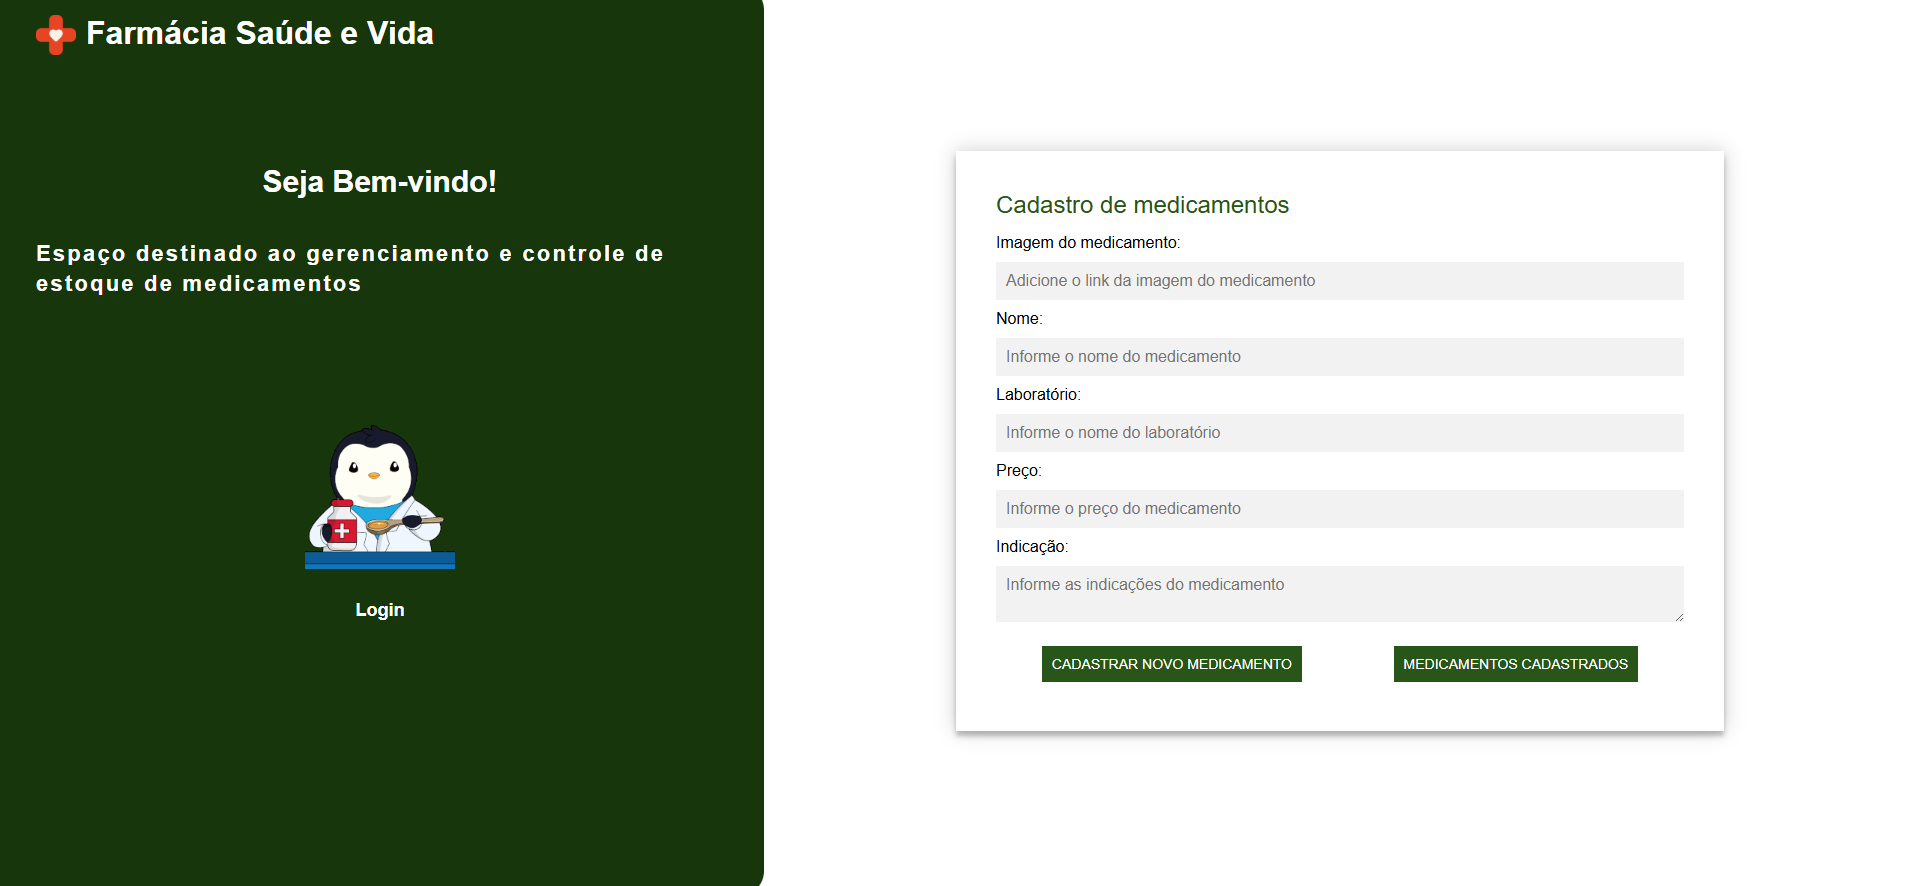 Farmácia Saúde e Vida
Seja Bem-vindo!
Espaço destinado ao gerenciamento e controle de
estoque de medicamentos
Login
Cadastro de medicamentos
Imagem do medicamento:
Adicione o link da imagem do medicamento
Nome:
Informe o nome do medicamento
Laboratório:
Informe o nome do laboratório
Preço:
Informe o preço do medicamento
Indicação:
Informe as indicações do medicamento
CADASTRAR NOVO MEDICAMENTO
MEDICAMENTOS CADASTRADOS